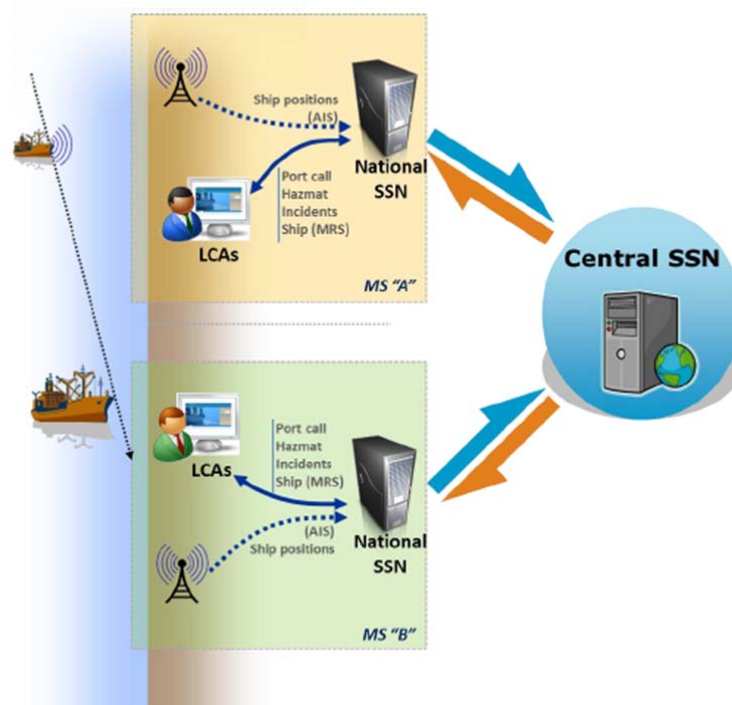 Ship positions
(AIS)
National
SSN
Port call
Hazmat
Incidents
Ship (MRS)
LCAs
MS "A"
Central SSN
LCAs
Port call
Hazmat
Incidents
Ship (MRS)
(AIS)
Ship positions
National
SSN
MS "B"